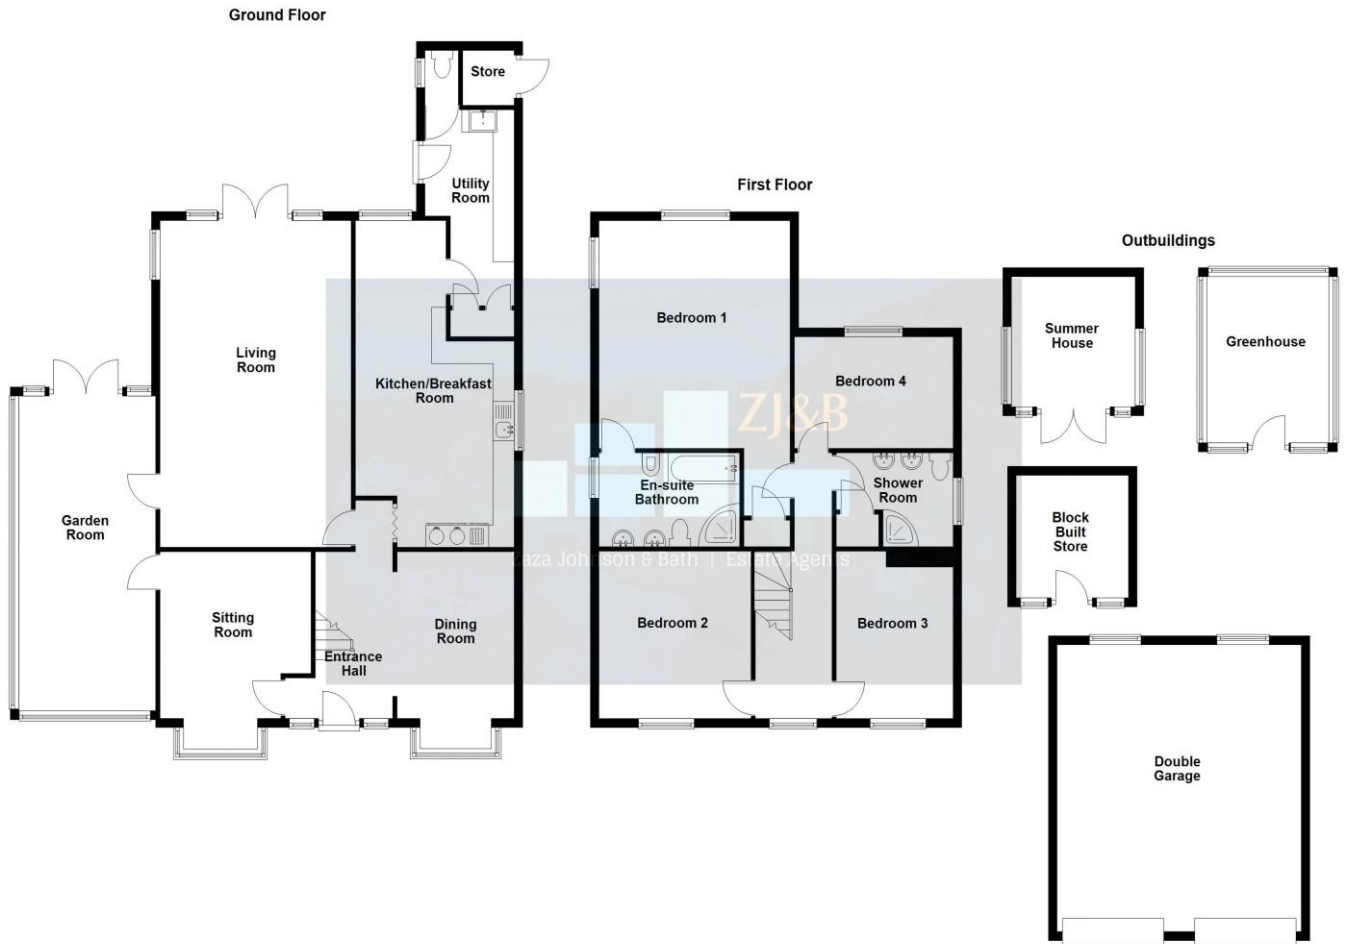 Ground Floor
Store
Utility
Room
Living
Room
Kitchen/Breakfast
Room
Garden
Room
Sitting
Room
Entrance
Hall
Dining
Room
First Floor
Bedroom 1
Bedroom 4
ZJ&B
En-suite
Bathroom
Shower
Room
Zaza Johnson & Bath | Estate Agents
Bedroom 2
Bedroom 3
Outbuildings
Summer
House
Greenhouse
Block
Built
Store
Double
Garage